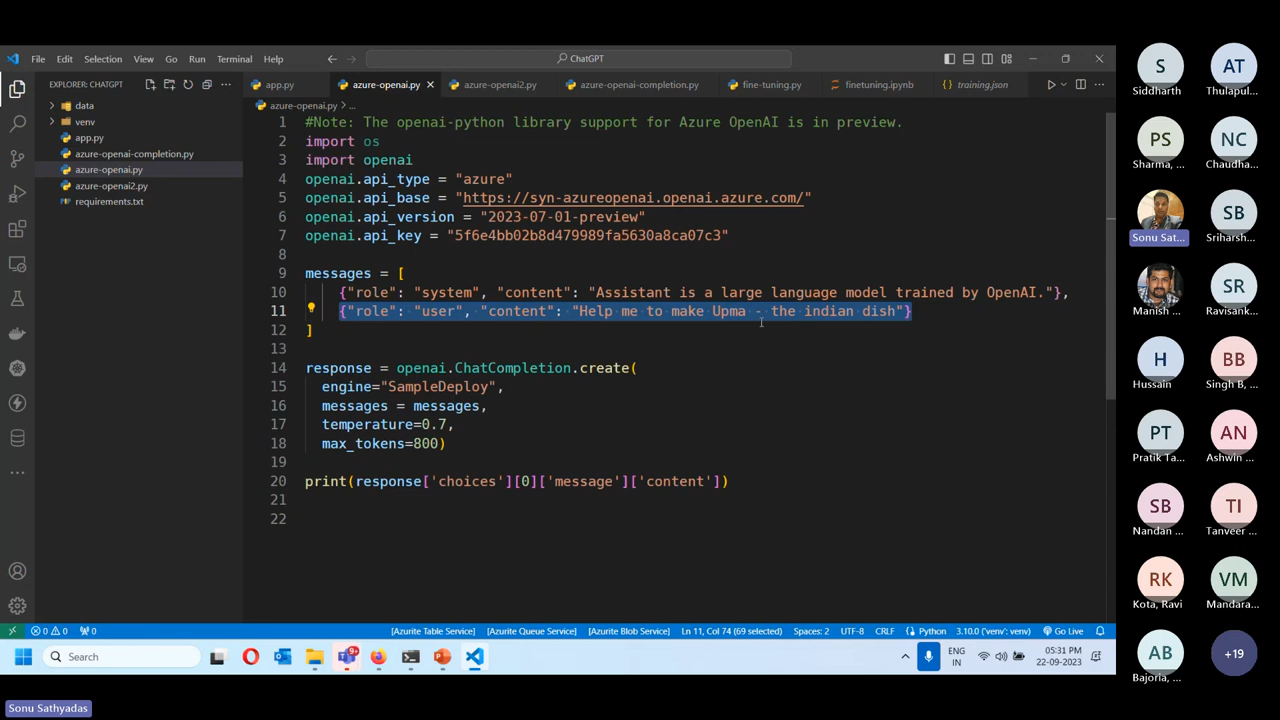 File Edit Selection View Go Run Terminal Help
ChatGPT
EXPLORER: CHATGPT
data
venv
app.py
azure-openai-completion.py
azure-openai.py
azure-openai2.py
requirements.txt
app.py azure-openai.py azure-openai2.py azure-openai-completion.py fine-tuning.py finetuning.ipynb training.json
azure-openai.py > ...
1 #Note: The openai-python library support for Azure OpenAI is in preview.
2 import os
3 import openai
4 openai.api_type = "azure"
5 openai.api_base = "https://syn-azureopenai.openai.azure.com/"
6 openai.api_version = "2023-07-01-preview"
7 openai.api_key = "5f6e4bb02b8d479989fa5630a8ca07c3"
8
9 messages = [
10 {"role": "system", "content": "Assistant is a large language model trained by OpenAI."},
11 {"role": "user", "content": "Help me to make Upma - the indian dish"}
12 ]
13
14 response = openai.ChatCompletion.create(
15 engine="SampleDeploy",
16 messages = messages,
17 temperature=0.7,
18 max_tokens=800)
19
20 print(response['choices'][0]['message']['content'])
21
22
0 0 0 [Azurite Table Service] [Azurite Queue Service] [Azurite Blob Service] Ln 11, Col 74 (69 selected) Spaces: 2 UTF-8 CRLF Python 3.10.0 ('venv': venv) Go Live
Search
9+
ENG
IN
05:31 PM
22-09-2023
Sonu Sathyadas
S AT
Siddharth Thulapul...
PS NC
Sharma, ... Chaudha...
SB
Sonu Sat... Sriharsh...
SR
Manish ... Ravisank...
H BB
Hussain Singh B, ...
PT AN
Pratik Ta... Ashwin ...
SB TI
Nandan ... Tanveer ...
RK VM
Kota, Ravi Mandara...
AB +19
Bajoria, ...